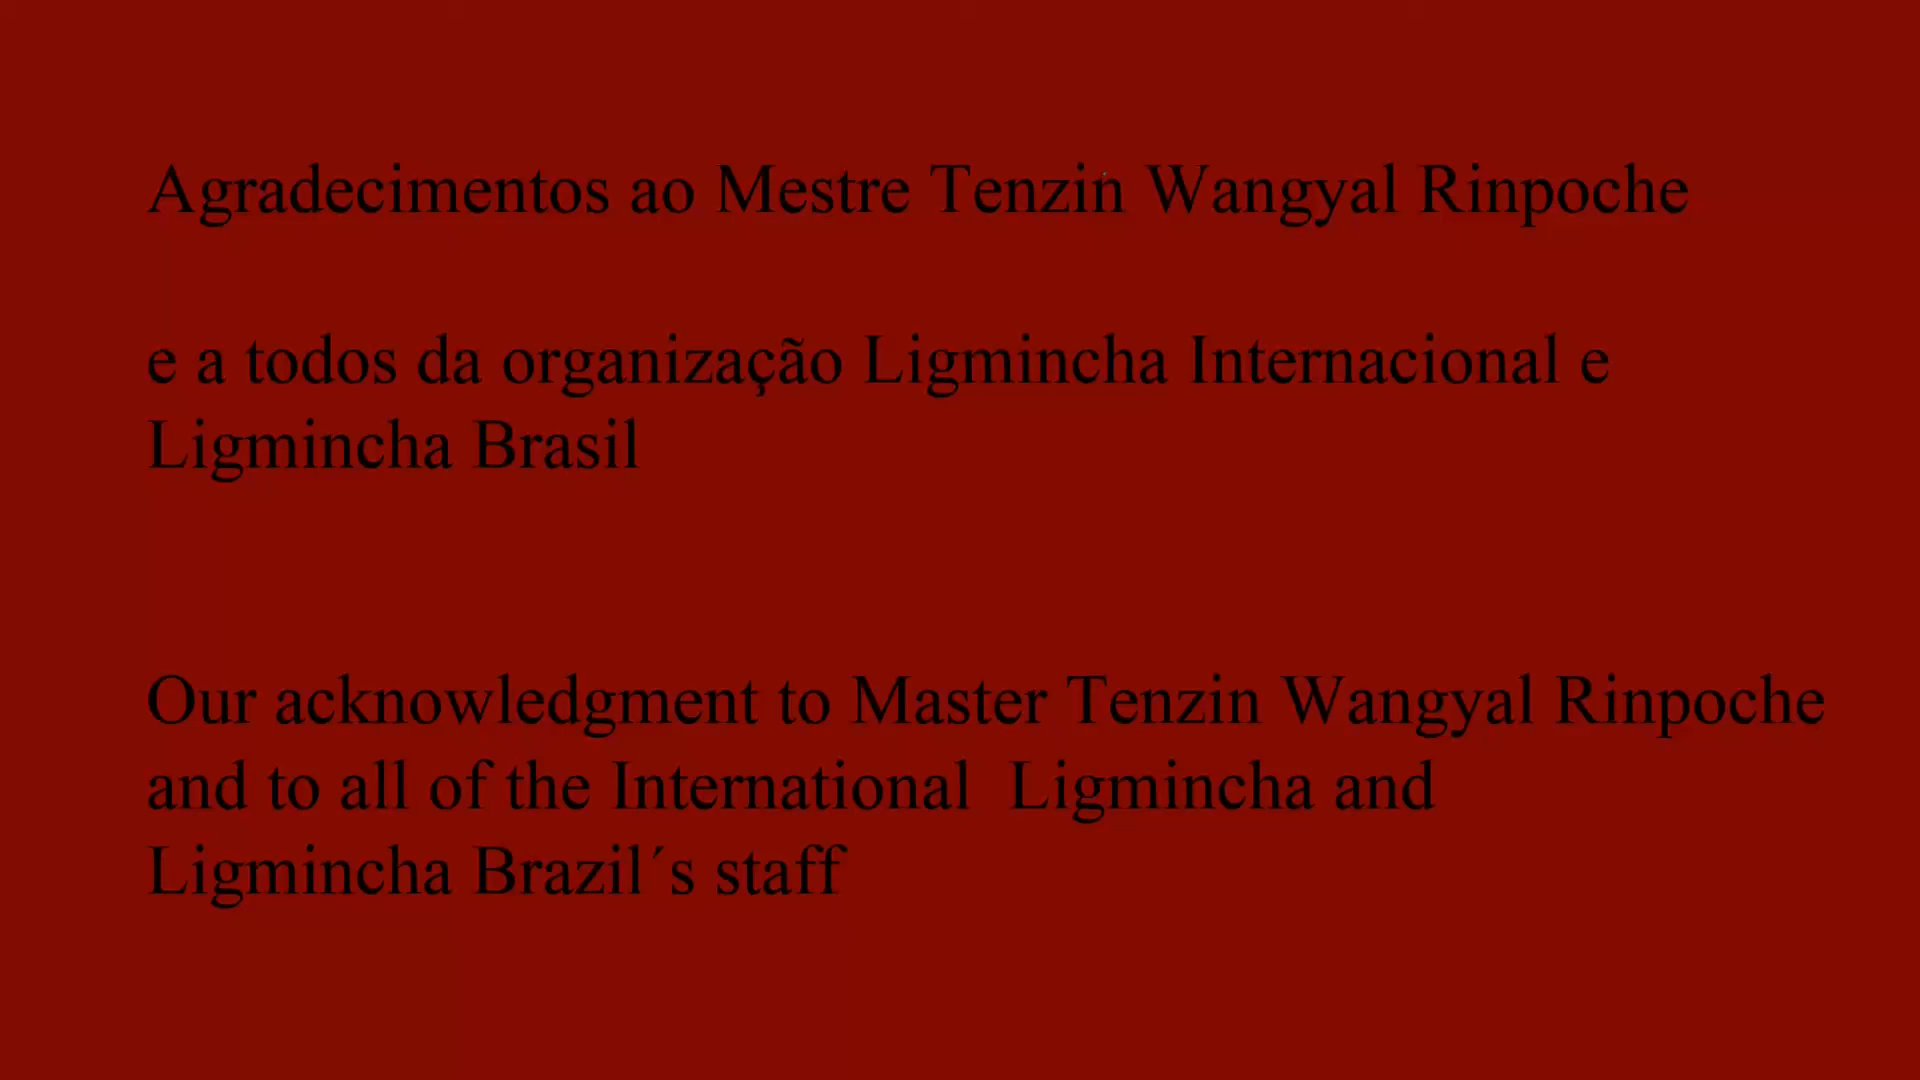 Agradecimentos ao Mestre Tenzin Wangyal Rinpoche
e a todos da organização Ligmincha Internacional e
Ligmincha Brasil
Our acknowledgment to Master Tenzin Wangyal Rinpoche
and to all of the International  Ligmincha and
Ligmincha Brazil´s staff